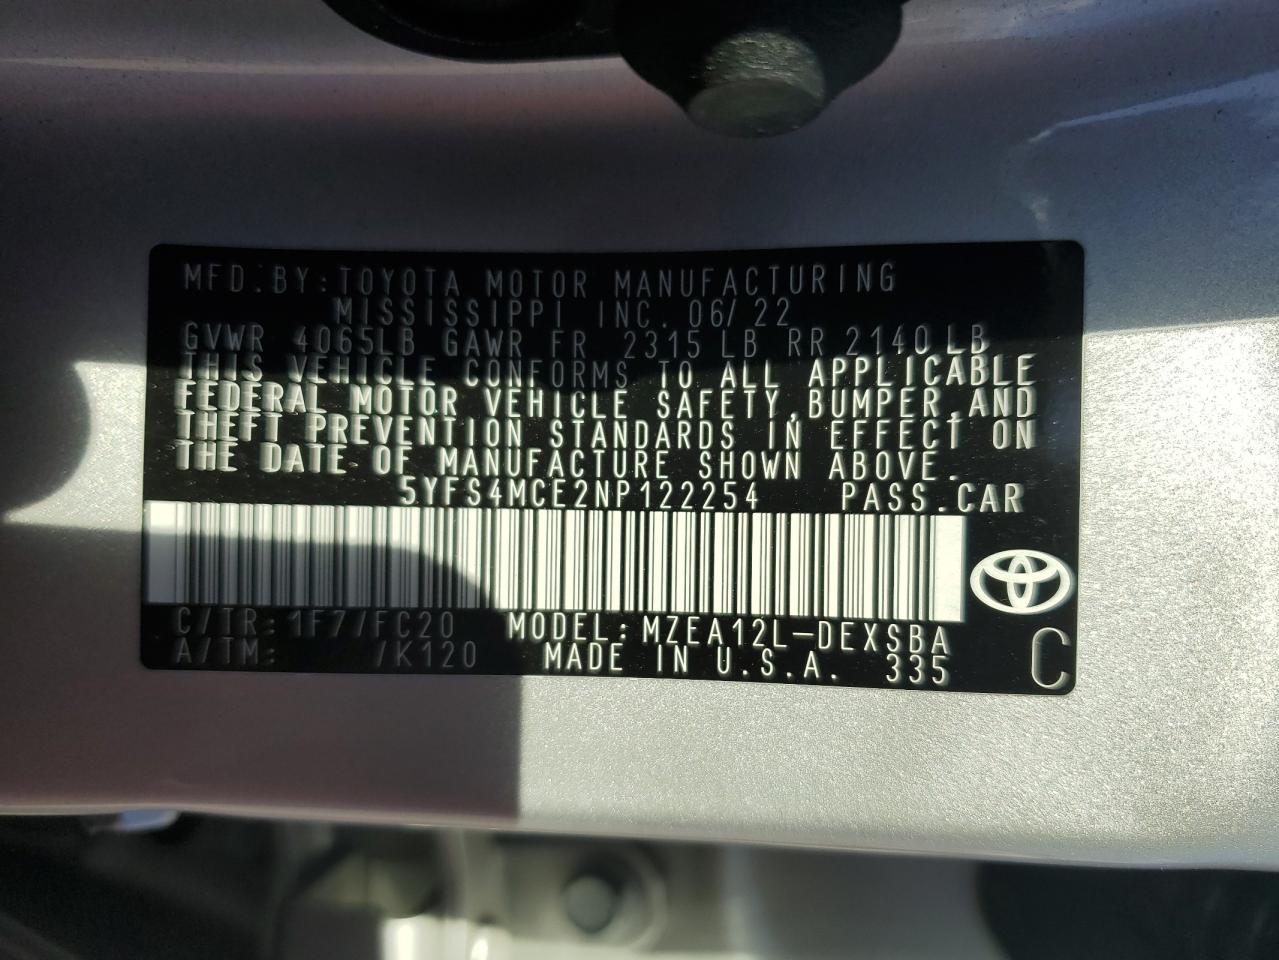 MFD. BY: TOYOTA MOTOR MANUFACTURING
MISSISSIPPI INC. 06/22
GVWR 4065LB GAWR FR 2315 LB RR 2140 LB
THIS VEHICLE CONFORMS TO ALL APPLICABLE
FEDERAL MOTOR VEHICLE SAFETY, BUMPER, AND
THEFT PREVENTION STANDARDS IN EFFECT ON
THE DATE OF MANUFACTURE SHOWN ABOVE.
5YFS4MCE2NP122254 PASS.CAR
C/TR: 1F7/FC20 MODEL: MZEA12L-DEXSBA
A/TM: /K120 MADE IN U.S.A. 335 C